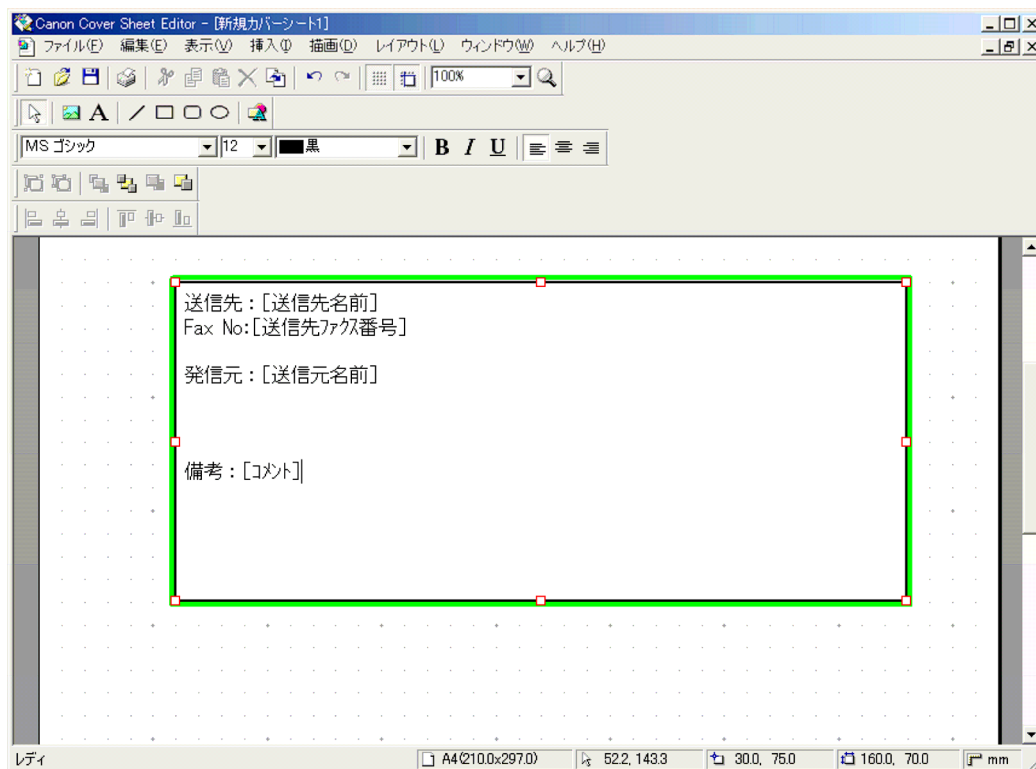 Canon Cover Sheet Editor - [新規カバーシート1]
ファイル(F) 編集(E) 表示(V) 挿入(I) 描画(D) レイアウト(L) ウィンドウ(W) ヘルプ(H)
100%
A
MS ゴシック 12 黒 B I U
送信先：[送信先名前]
Fax No:[送信先ファクス番号]
発信元：[送信元名前]
備考：[コメント]
レディ A4(210.0x297.0) 52.2, 143.3 30.0, 75.0 160.0, 70.0 mm